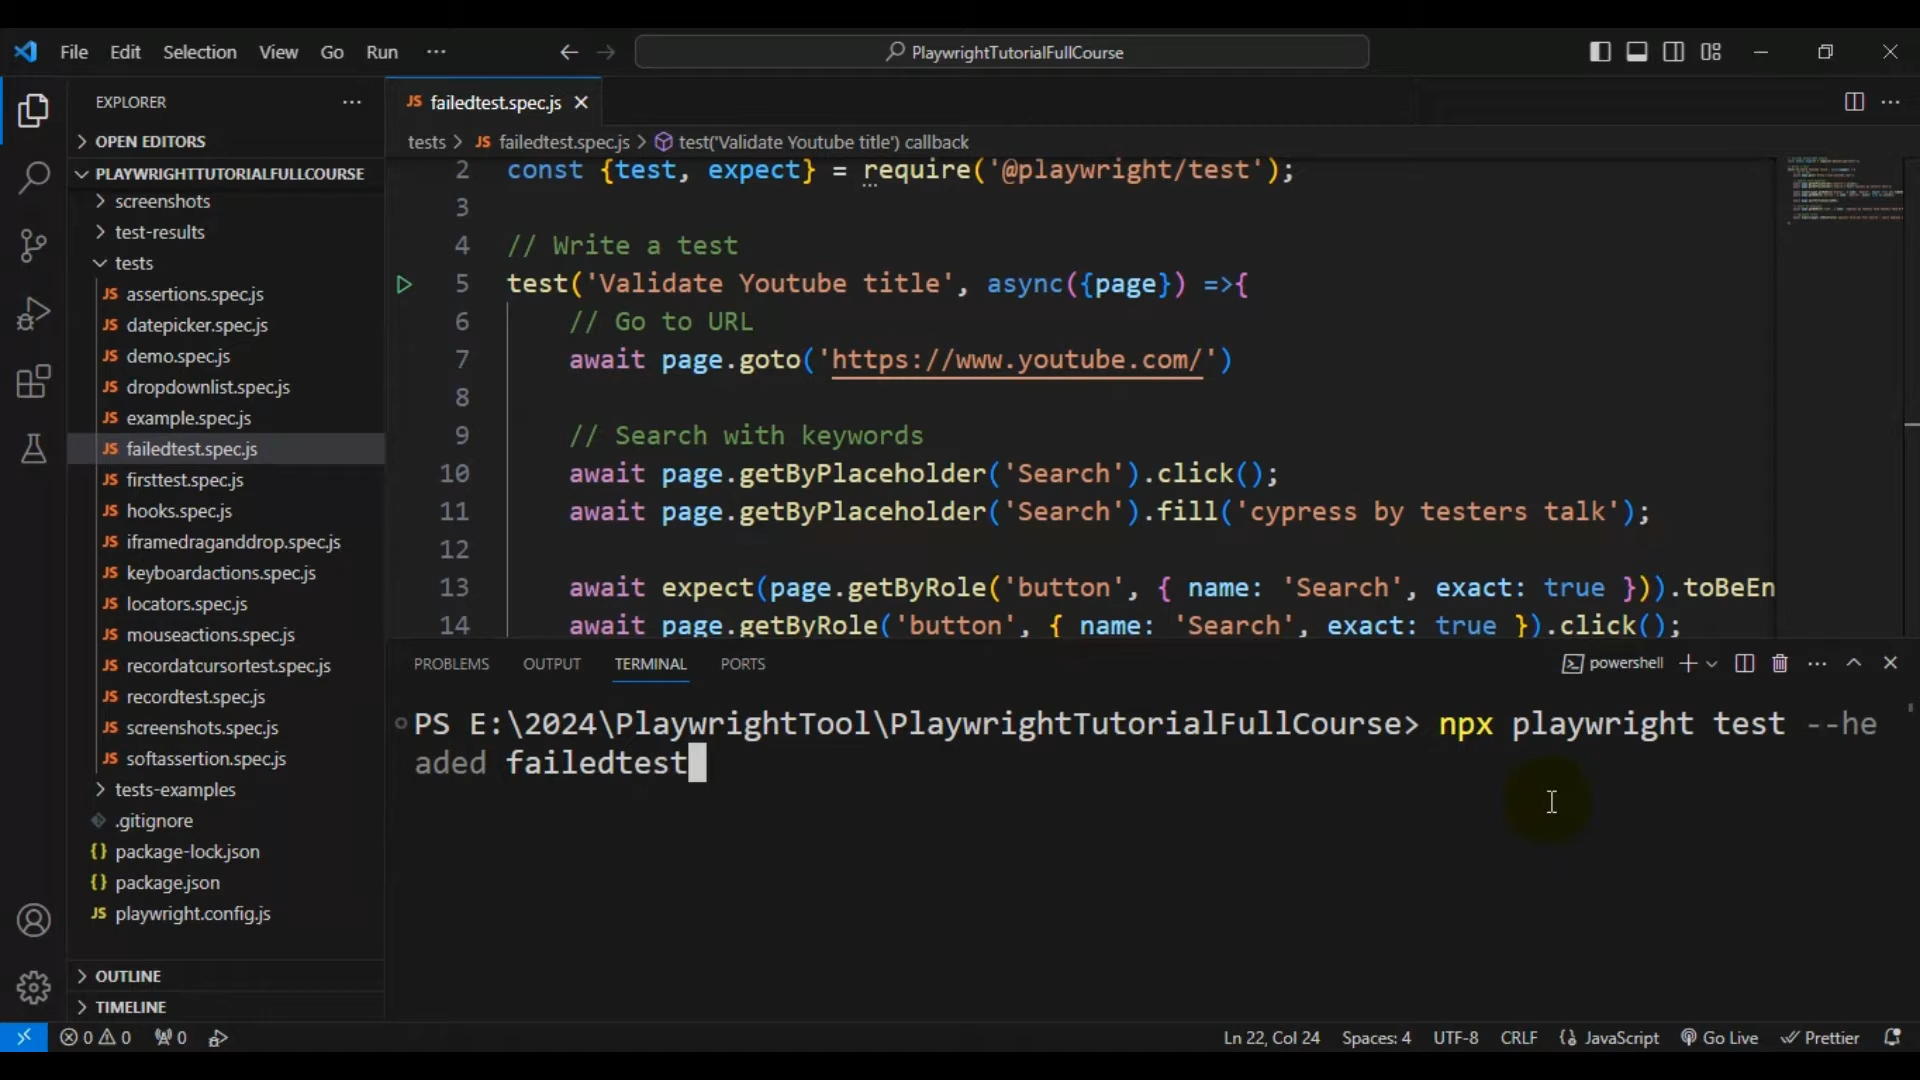 File Edit Selection View Go Run ··· PlaywrightTutorialFullCourse
EXPLORER ···
OPEN EDITORS
PLAYWRIGHTTUTORIALFULLCOURSE
screenshots
test-results
tests
JS assertions.spec.js
JS datepicker.spec.js
JS demo.spec.js
JS dropdownlist.spec.js
JS example.spec.js
JS failedtest.spec.js
JS firsttest.spec.js
JS hooks.spec.js
JS iframedraganddrop.spec.js
JS keyboardactions.spec.js
JS locators.spec.js
JS mouseactions.spec.js
JS recordatcursortest.spec.js
JS recordtest.spec.js
JS screenshots.spec.js
JS softassertion.spec.js
tests-examples
.gitignore
{} package-lock.json
{} package.json
JS playwright.config.js
OUTLINE
TIMELINE
JS failedtest.spec.js
tests > JS failedtest.spec.js > test('Validate Youtube title') callback
2 const {test, expect} = require('@playwright/test');
3
4 // Write a test
5 test('Validate Youtube title', async({page}) =>{
6 // Go to URL
7 await page.goto('https://www.youtube.com/')
8
9 // Search with keywords
10 await page.getByPlaceholder('Search').click();
11 await page.getByPlaceholder('Search').fill('cypress by testers talk');
12
13 await expect(page.getByRole('button', { name: 'Search', exact: true })).toBeEn
14 await page.getByRole('button', { name: 'Search', exact: true }).click();
PROBLEMS OUTPUT TERMINAL PORTS powershell
PS E:\2024\PlaywrightTool\PlaywrightTutorialFullCourse> npx playwright test --he
aded failedtest
0 0 0 Ln 22, Col 24 Spaces: 4 UTF-8 CRLF JavaScript Go Live Prettier